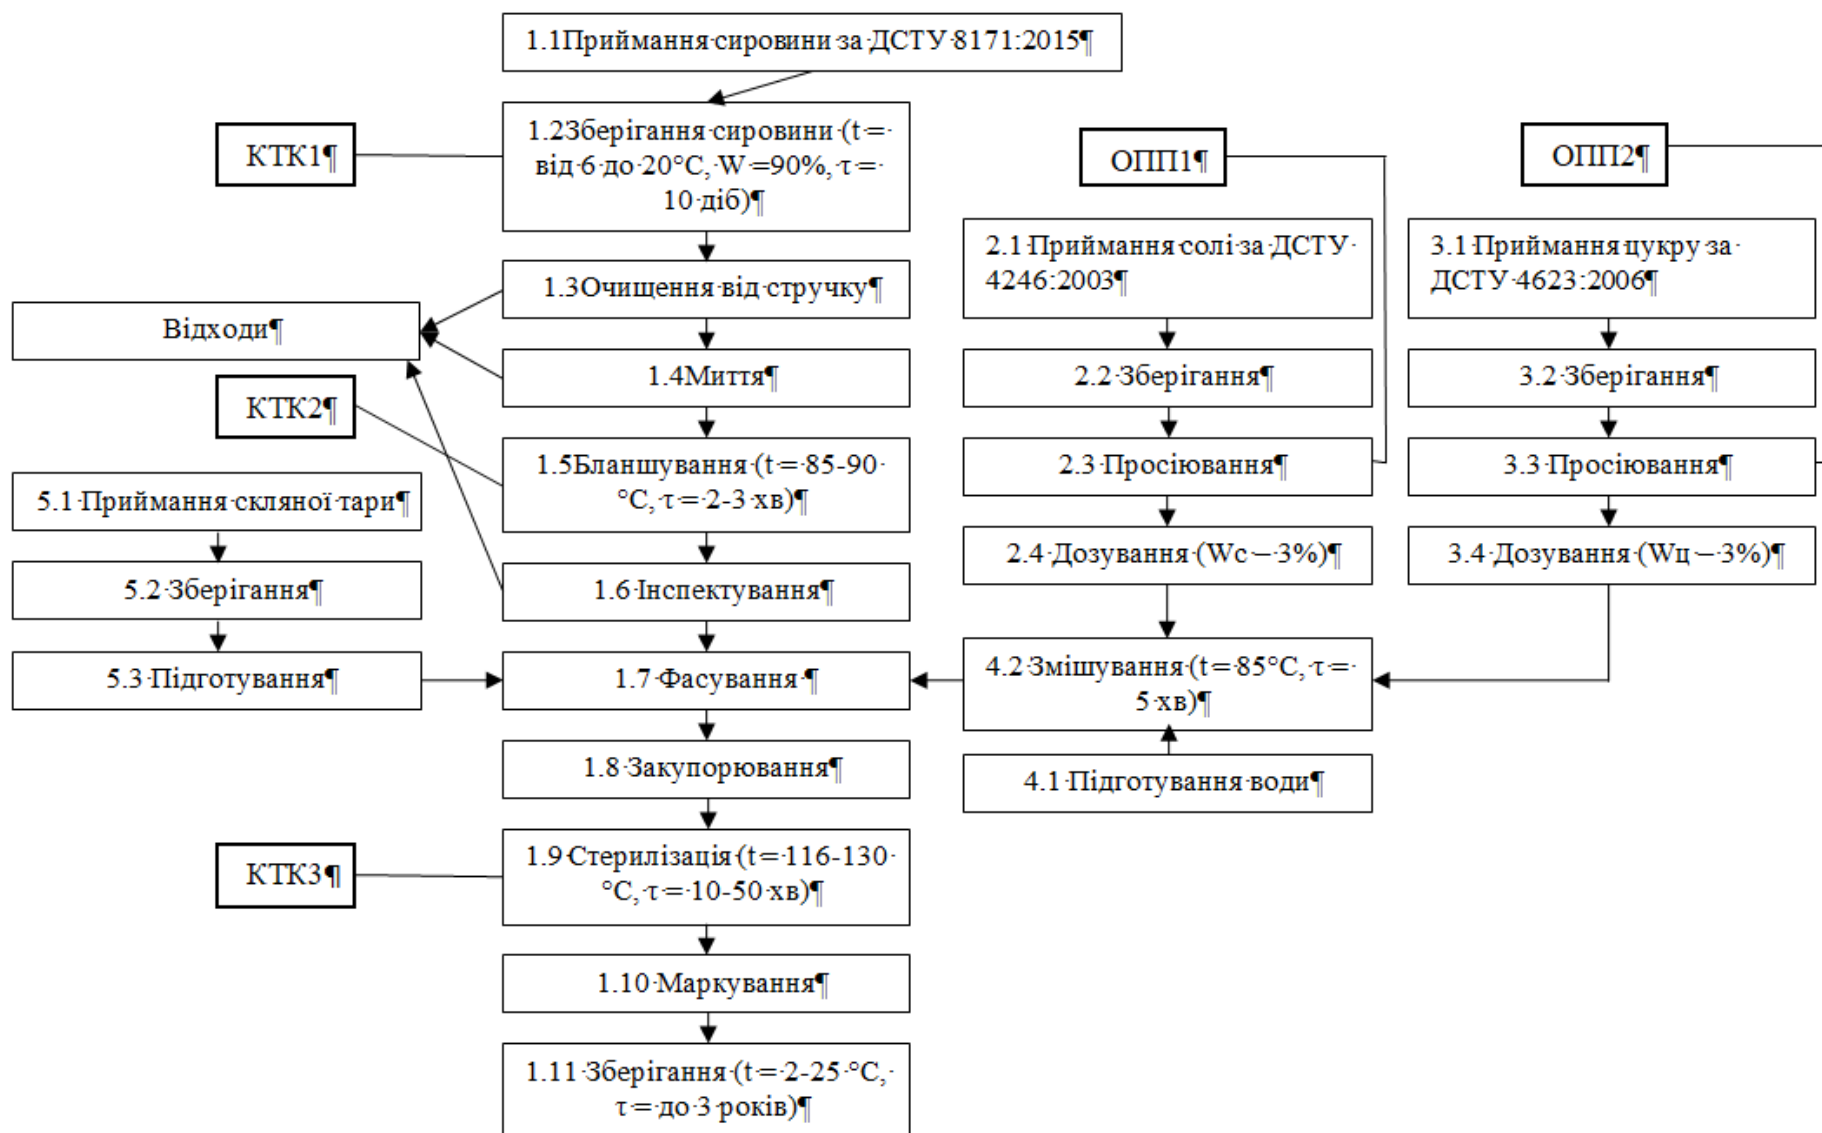 1.1Приймання сировини за ДСТУ 8171:2015¶
КТК1¶
1.2Зберігання сировини (t =
від 6 до 20°C, W =90%, τ =
10 діб)¶
ОПП1¶
ОПП2¶
2.1 Приймання солі за ДСТУ
4246:2003¶
3.1 Приймання цукру за
ДСТУ 4623:2006¶
1.3Очищення від стручку¶
Відходи¶
1.4Миття¶
2.2 Зберігання¶
3.2 Зберігання¶
КТК2¶
1.5Бланшування (t = 85-90
°C, τ = 2-3 хв)¶
2.3 Просіювання¶
3.3 Просіювання¶
5.1 Приймання скляної тари¶
2.4 Дозування (Wс – 3%)¶
3.4 Дозування (Wц – 3%)¶
5.2 Зберігання¶
1.6 Інспектування¶
5.3 Підготування¶
1.7 Фасування ¶
4.2 Змішування (t = 85°C, τ =
5 хв)¶
1.8 Закупорювання¶
4.1 Підготування води¶
КТК3¶
1.9 Стерилізація (t = 116-130
°C, τ = 10-50 хв)¶
1.10 Маркування¶
1.11 Зберігання (t = 2-25 °C,
τ = до 3 років)¶